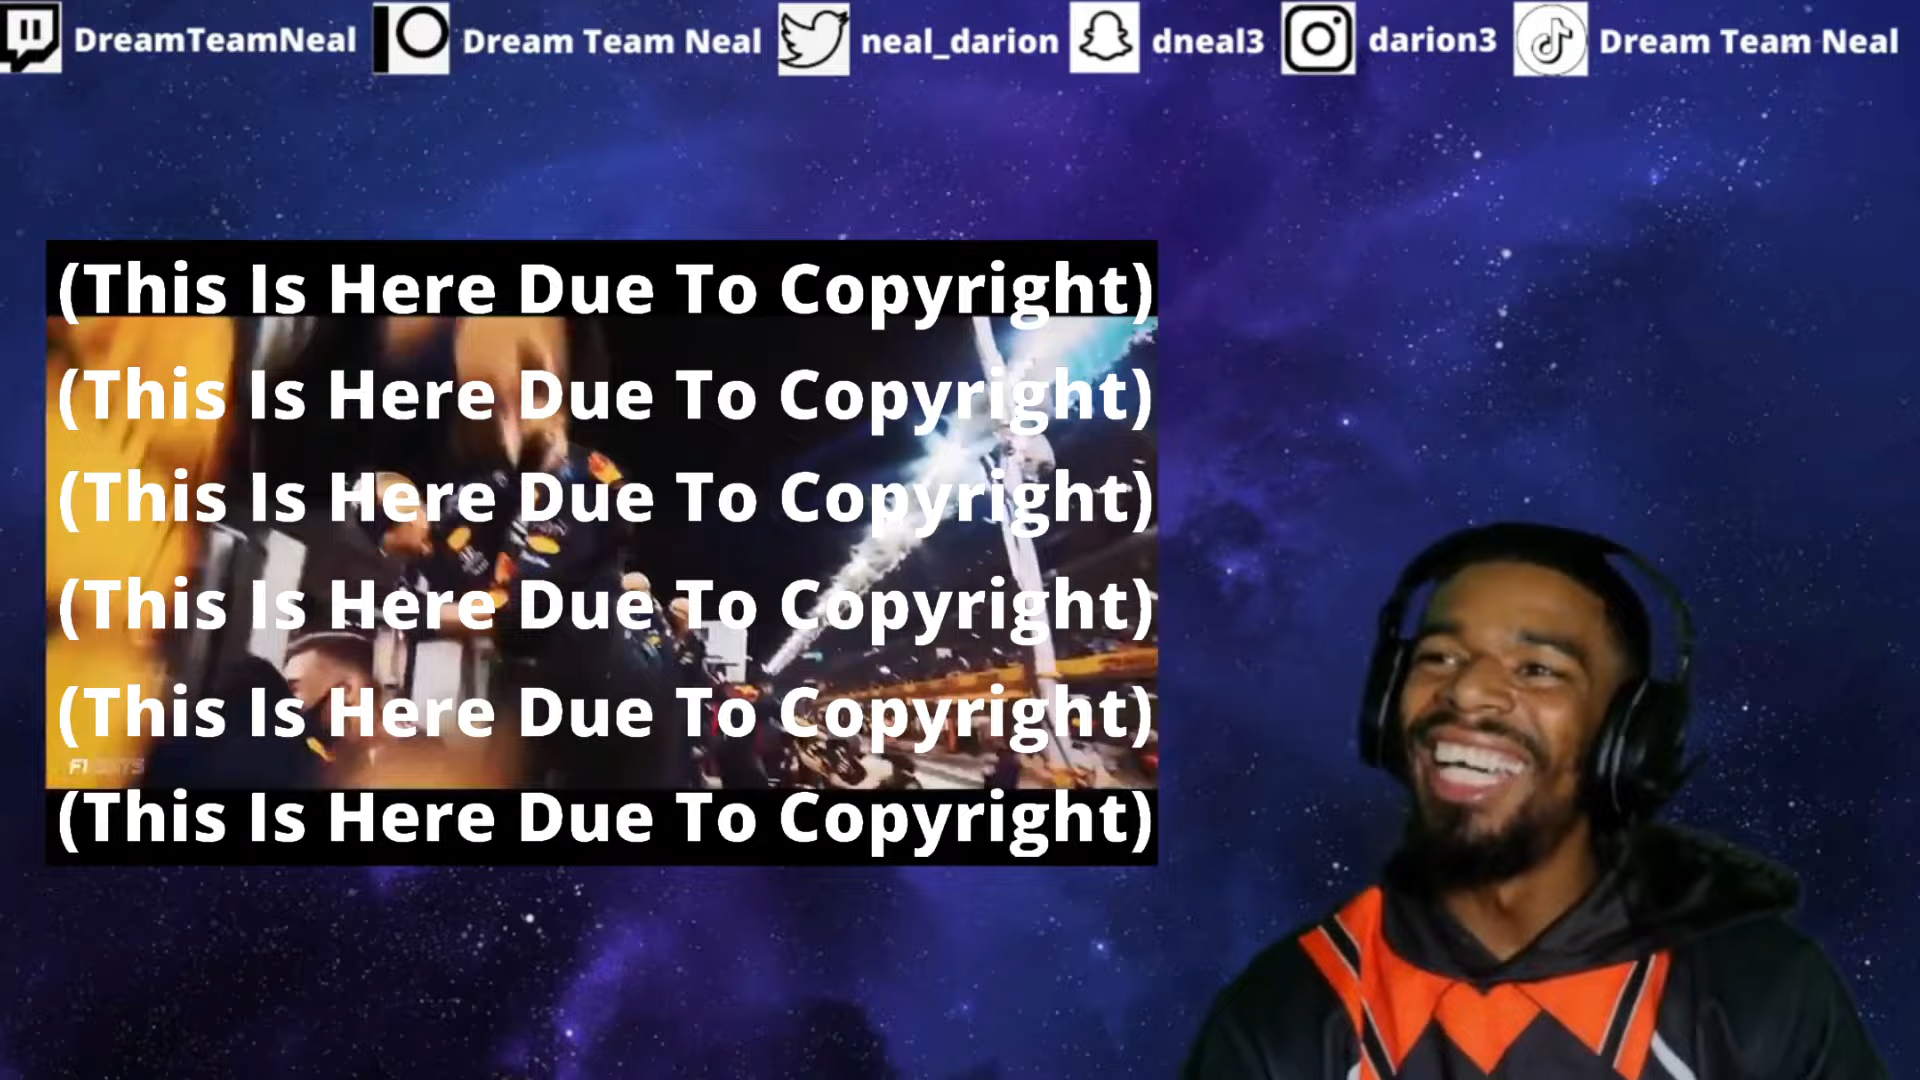 DreamTeamNeal Dream Team Neal neal_darion dneal3 darion3 Dream Team Neal
(This Is Here Due To Copyright)
(This Is Here Due To Copyright)
(This Is Here Due To Copyright)
(This Is Here Due To Copyright)
(This Is Here Due To Copyright)
F1
(This Is Here Due To Copyright)